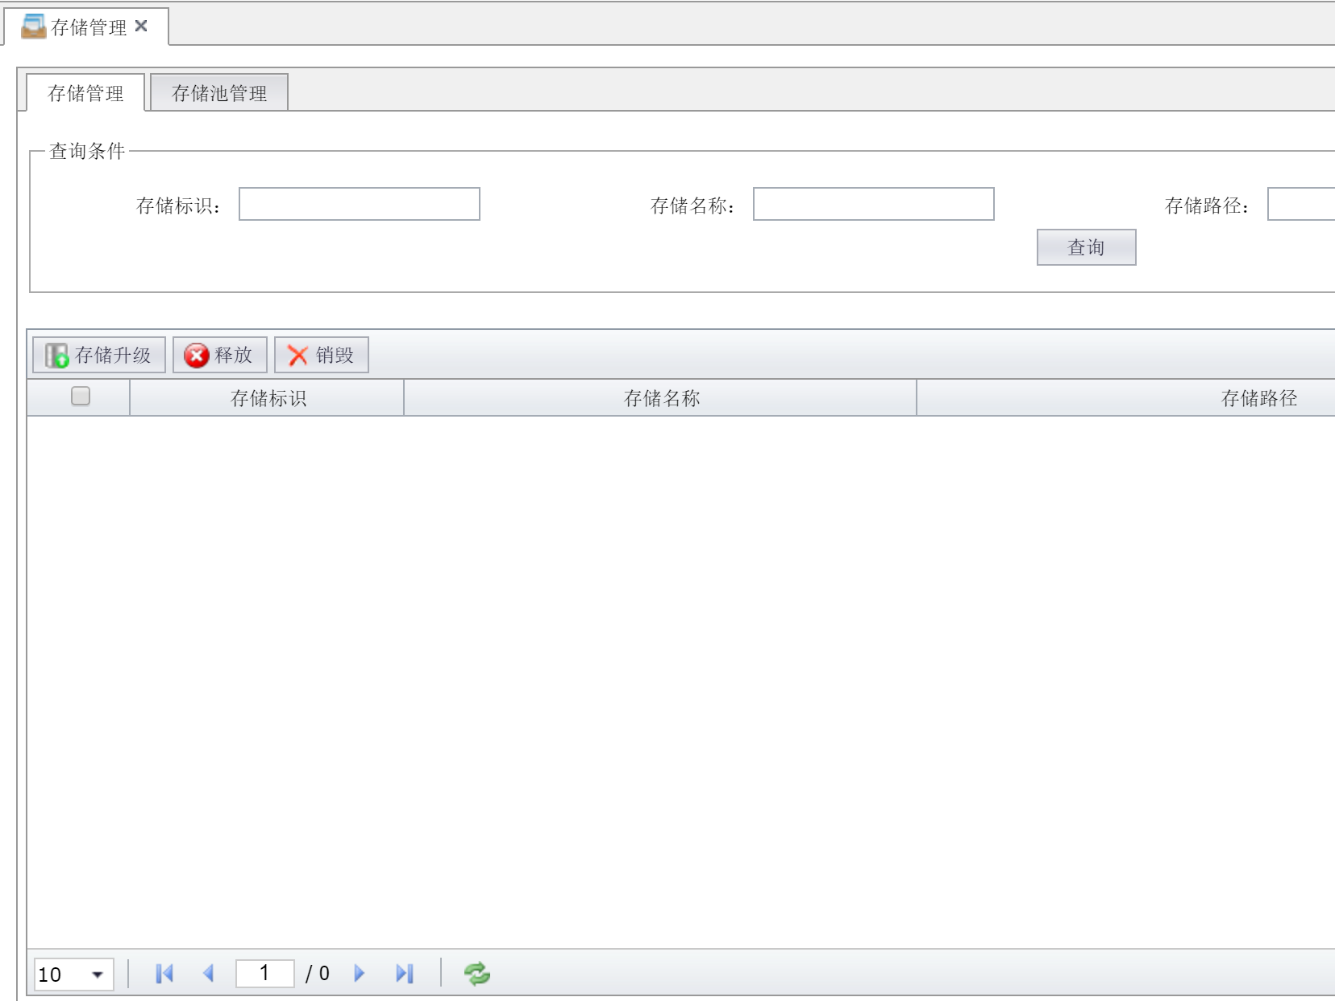 存储管理
存储管理 存储池管理
查询条件
存储标识： 存储名称： 存储路径：
查询
存储升级 释放 销毁
存储标识 存储名称 存储路径
10 1 / 0